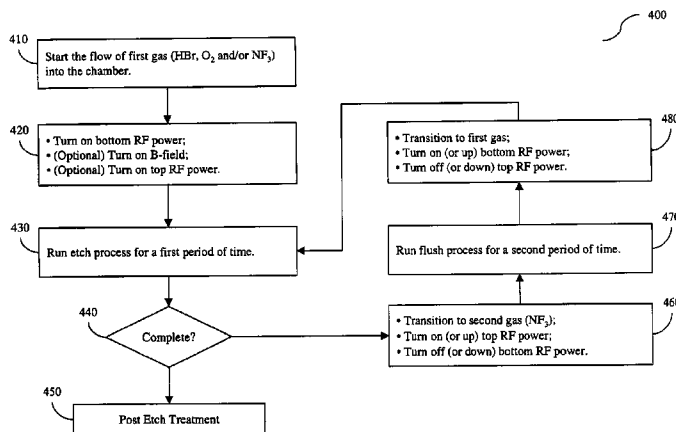 400
410
Start the flow of first gas (HBr, O2 and/or NF3)
into the chamber.
420
• Turn on bottom RF power;
• (Optional) Turn on B-field;
• (Optional) Turn on top RF power.
430
Run etch process for a first period of time.
440
Complete?
450
Post Etch Treatment
460
• Transition to second gas (NF3);
• Turn on (or up) top RF power;
• Turn off (or down) bottom RF power.
470
Run flush process for a second period of time.
480
• Transition to first gas;
• Turn on (or up) bottom RF power;
• Turn off (or down) top RF power.